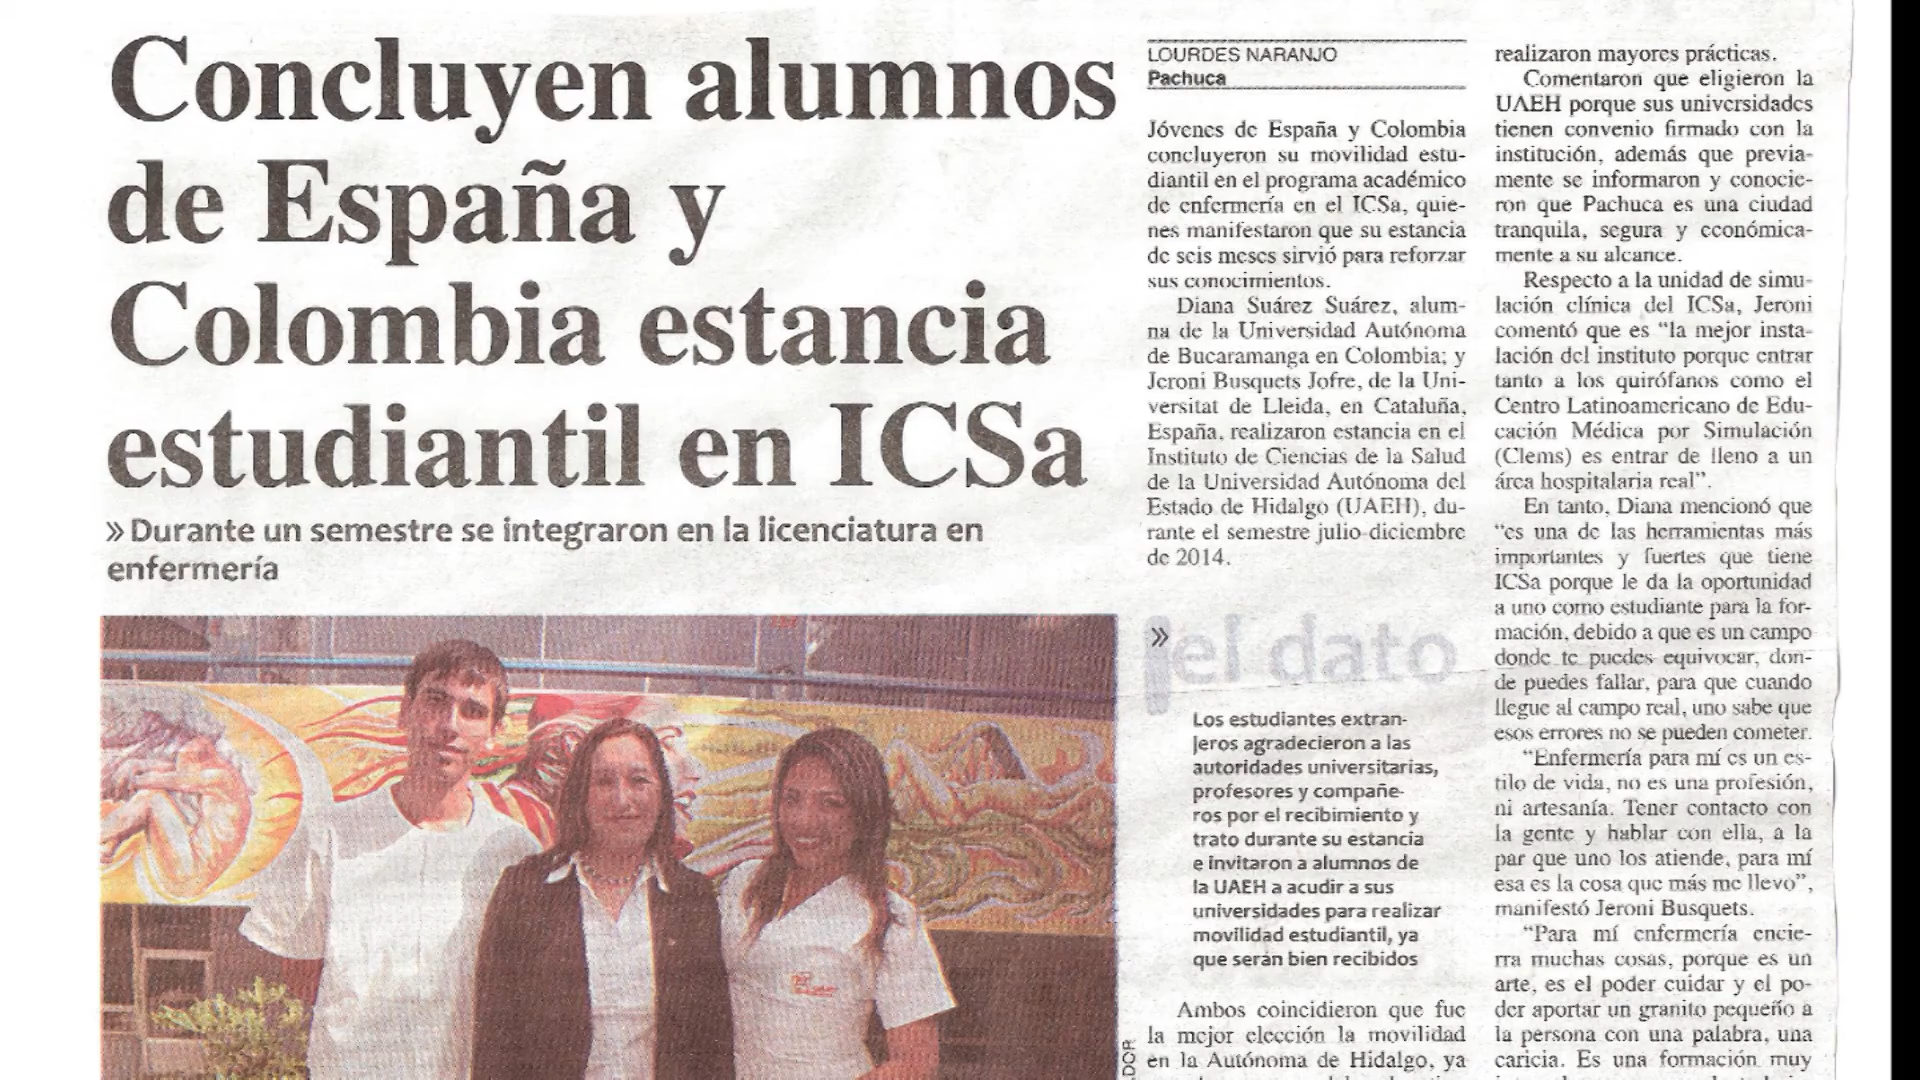 Concluyen alumnos
de España y
Colombia estancia
estudiantil en ICSa
» Durante un semestre se integraron en la licenciatura en
enfermería
LOURDES NARANJO
Pachuca
Jóvenes de España y Colombia
concluyeron su movilidad estu-
diantil en el programa académico
de enfermería en el ICSa, quie-
nes manifestaron que su estancia
de seis meses sirvió para reforzar
sus conocimientos.
Diana Suárez Suárez, alum-
na de la Universidad Autónoma
de Bucaramanga en Colombia; y
Jeroni Busquets Jofre, de la Uni-
versitat de Lleida, en Cataluña,
España, realizaron estancia en el
Instituto de Ciencias de la Salud
de la Universidad Autónoma del
Estado de Hidalgo (UAEH), du-
rante el semestre julio-diciembre
de 2014.
» el dato
Los estudiantes extran-
jeros agradecieron a las
autoridades universitarias,
profesores y compañe-
ros por el recibimiento y
trato durante su estancia
e invitaron a alumnos de
la UAEH a acudir a sus
universidades para realizar
movilidad estudiantil, ya
que serán bien recibidos
Ambos coincidieron que fue
la mejor elección la movilidad
en la Autónoma de Hidalgo, ya
realizaron mayores prácticas.
Comentaron que eligieron la
UAEH porque sus universidades
tienen convenio firmado con la
institución, además que previa-
mente se informaron y conocie-
ron que Pachuca es una ciudad
tranquila, segura y económica-
mente a su alcance.
Respecto a la unidad de simu-
lación clínica del ICSa, Jeroni
comentó que es “la mejor insta-
lación del instituto porque entrar
tanto a los quirófanos como el
Centro Latinoamericano de Edu-
cación Médica por Simulación
(Clems) es entrar de lleno a un
área hospitalaria real”.
En tanto, Diana mencionó que
“es una de las herramientas más
importantes y fuertes que tiene
ICSa porque le da la oportunidad
a uno como estudiante para la for-
mación, debido a que es un campo
donde te puedes equivocar, don-
de puedes fallar, para que cuando
llegue al campo real, uno sabe que
esos errores no se pueden cometer.
“Enfermería para mí es un es-
tilo de vida, no es una profesión,
ni artesanía. Tener contacto con
la gente y hablar con ella, a la
par que uno los atiende, para mí
esa es la cosa que más me llevo”,
manifestó Jeroni Busquets.
“Para mí enfermería encie-
rra muchas cosas, porque es un
arte, es el poder cuidar y el po-
der aportar un granito pequeño a
la persona con una palabra, una
caricia. Es una formación muy